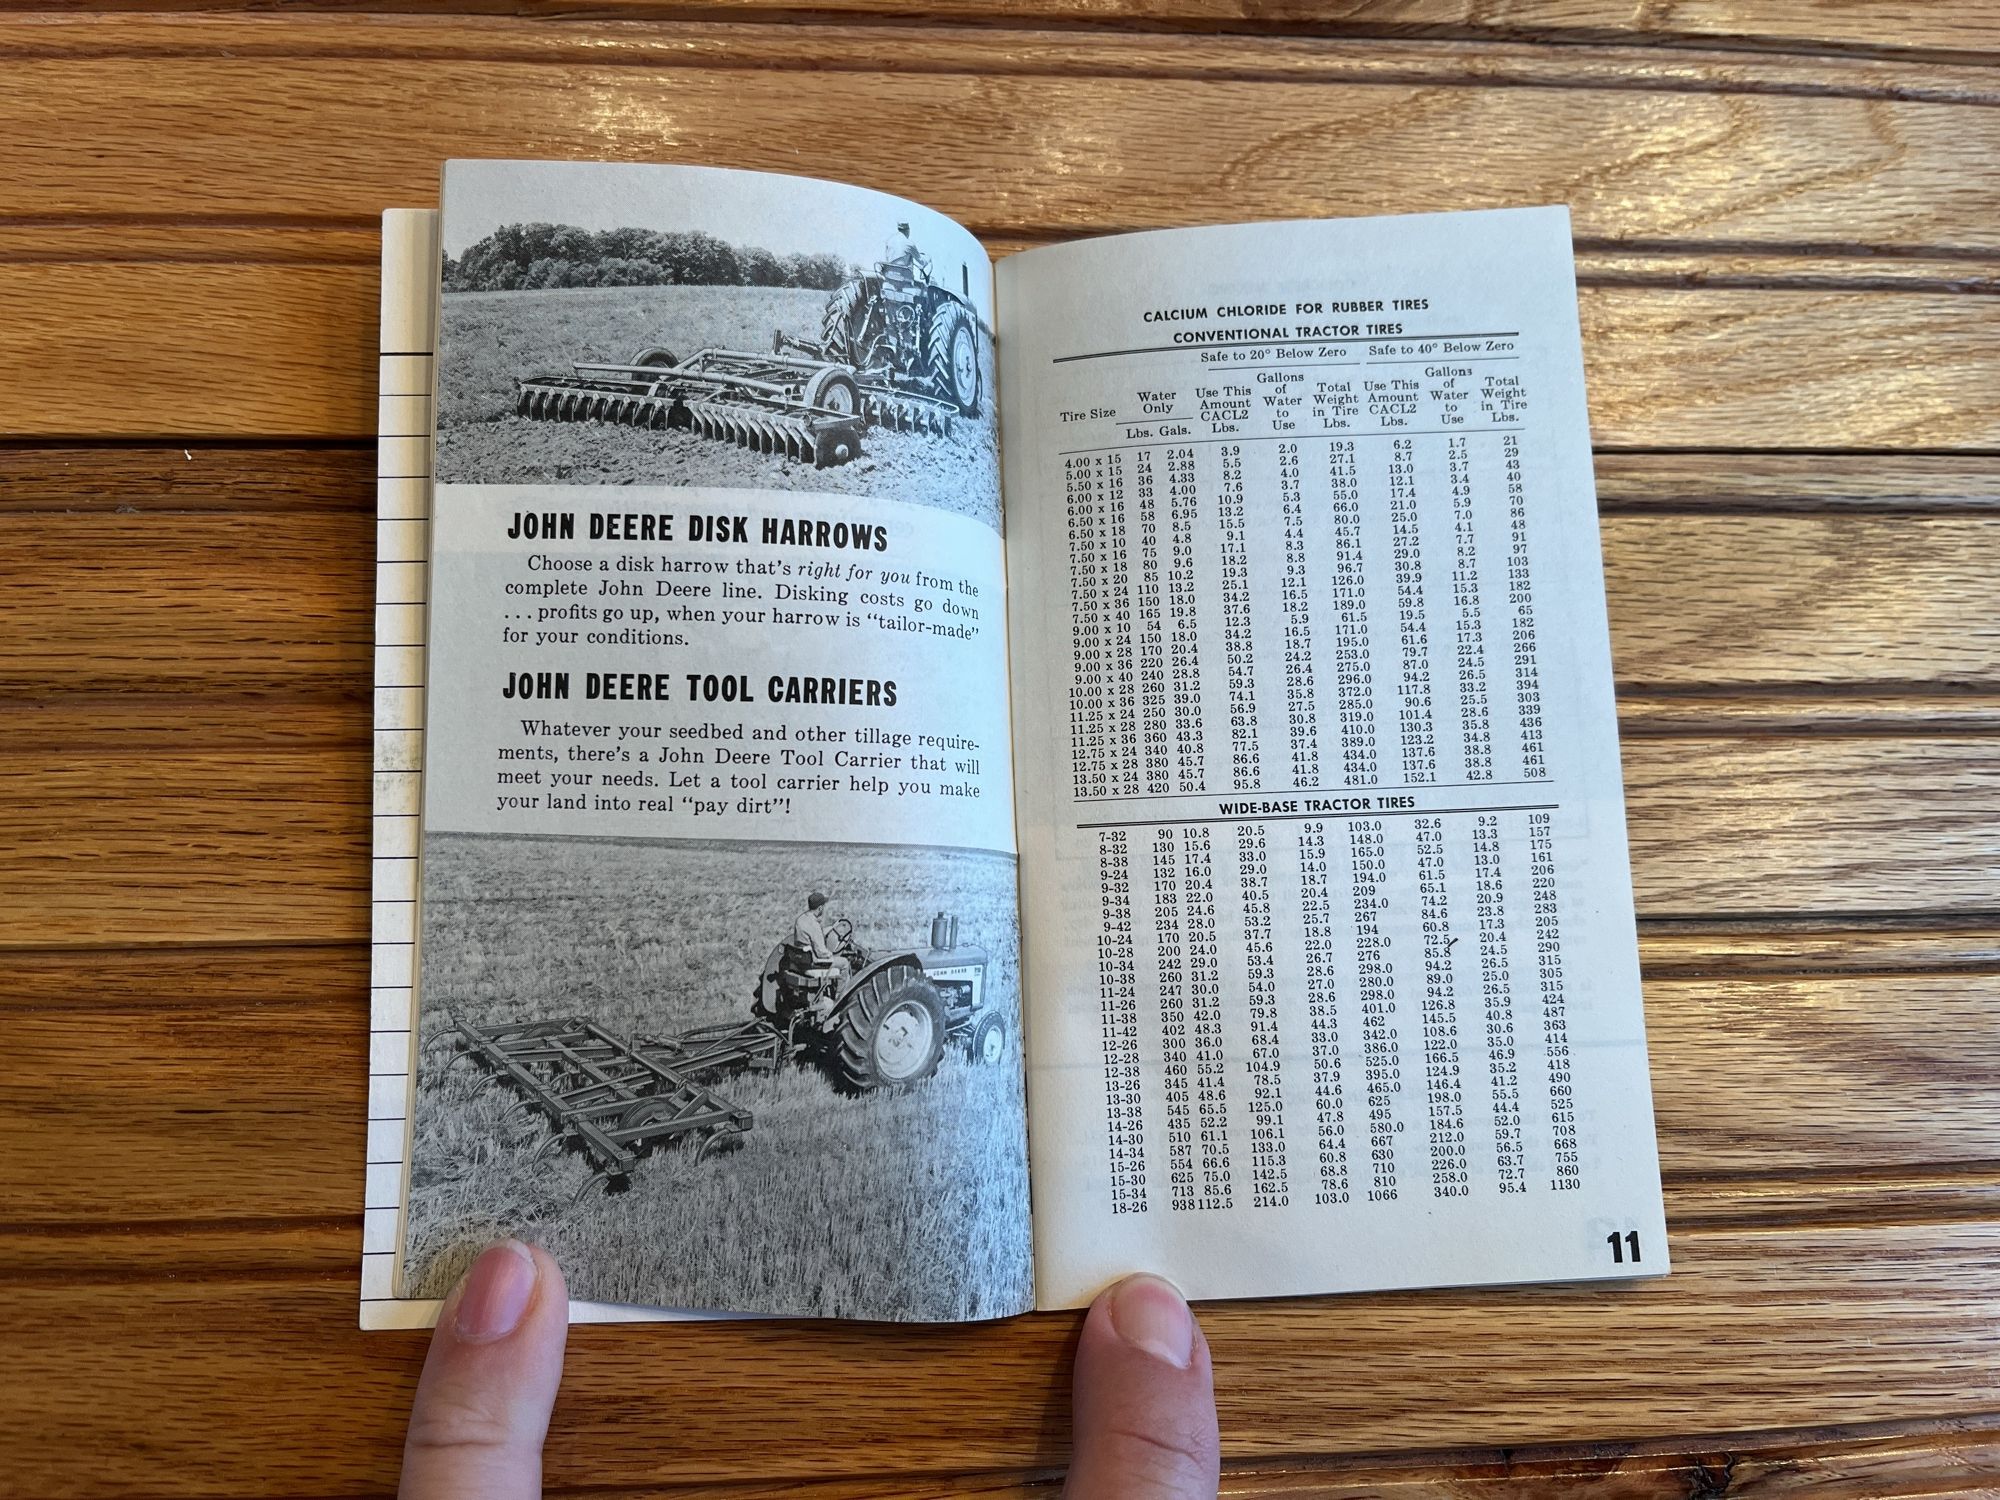 JOHN DEERE DISK HARROWS
Choose a disk harrow that's right for you from the
complete John Deere line. Disking costs go down
... profits go up, when your harrow is "tailor-made"
for your conditions.
JOHN DEERE TOOL CARRIERS
Whatever your seedbed and other tillage require-
ments, there's a John Deere Tool Carrier that will
meet your needs. Let a tool carrier help you make
your land into real "pay dirt"!
JOHN DEERE
CALCIUM CHLORIDE FOR RUBBER TIRES
CONVENTIONAL TRACTOR TIRES
Safe to 20° Below Zero Safe to 40° Below Zero
Tire Size
Water
Only
Lbs. Gals.
Use This
Amount
CACL2
Lbs.
Gallons
of
Water
to
Use
Total
Weight
in Tire
Lbs.
Use This
Amount
CACL2
Lbs.
Gallons
of
Water
to
Use
Total
Weight
in Tire
Lbs.
4.00 x 15 17 2.04 3.9 2.0 19.3 6.2 1.7 21
5.00 x 15 24 2.88 5.5 2.6 27.1 8.7 2.5 29
5.50 x 16 36 4.33 8.2 4.0 41.5 13.0 3.7 43
6.00 x 12 33 4.00 7.6 3.7 38.0 12.1 3.4 40
6.00 x 16 48 5.76 10.9 5.3 55.0 17.4 4.9 58
6.50 x 16 58 6.95 13.2 6.4 66.0 21.0 5.9 70
6.50 x 18 70 8.5 15.5 7.5 80.0 25.0 7.0 86
7.50 x 10 40 4.8 9.1 4.4 45.7 14.5 4.1 48
7.50 x 16 75 9.0 17.1 8.3 86.1 27.2 7.7 91
7.50 x 18 80 9.6 18.2 8.8 91.4 29.0 8.2 97
7.50 x 20 85 10.2 19.3 9.3 96.7 30.8 8.7 103
7.50 x 24 110 13.2 25.1 12.1 126.0 39.9 11.2 133
7.50 x 36 150 18.0 34.2 16.5 171.0 54.4 15.3 182
7.50 x 40 165 19.8 37.6 18.2 189.0 59.8 16.8 200
9.00 x 10 54 6.5 12.3 5.9 61.5 19.5 5.5 65
9.00 x 24 150 18.0 34.2 16.5 171.0 54.4 15.3 182
9.00 x 28 170 20.4 38.8 18.7 195.0 61.6 17.3 206
9.00 x 36 220 26.4 50.2 24.2 253.0 79.7 22.4 266
9.00 x 40 240 28.8 54.7 26.4 275.0 87.0 24.5 291
10.00 x 28 260 31.2 59.3 28.6 296.0 94.2 26.5 314
10.00 x 36 325 39.0 74.1 35.8 372.0 117.8 33.2 394
11.25 x 24 250 30.0 56.9 27.5 285.0 90.6 25.5 303
11.25 x 28 280 33.6 63.8 30.8 319.0 101.4 28.6 339
11.25 x 36 360 43.3 82.1 39.6 410.0 130.3 35.8 436
12.75 x 24 340 40.8 77.5 37.4 389.0 123.2 34.8 413
12.75 x 28 380 45.7 86.6 41.8 434.0 137.6 38.8 461
13.50 x 24 380 45.7 86.6 41.8 434.0 137.6 38.8 461
13.50 x 28 420 50.4 95.8 46.2 481.0 152.1 42.8 508
WIDE-BASE TRACTOR TIRES
7-32 90 10.8 20.5 9.9 103.0 32.6 9.2 109
8-32 130 15.6 29.6 14.3 148.0 47.0 13.3 157
8-38 145 17.4 33.0 15.9 165.0 52.5 14.8 175
9-24 132 16.0 29.0 14.0 150.0 47.0 13.0 161
9-32 170 20.4 38.7 18.7 194.0 61.5 17.4 206
9-34 183 22.0 40.5 20.4 209 65.1 18.6 220
9-38 205 24.6 45.8 22.5 234.0 74.2 20.9 248
9-42 234 28.0 53.2 25.7 267 84.6 23.8 283
10-24 170 20.5 37.7 18.8 194 60.8 17.3 205
10-28 200 24.0 45.6 22.0 228.0 72.5 20.4 242
10-34 242 29.0 53.4 26.7 276 85.8 24.5 290
10-38 260 31.2 59.3 28.6 298.0 94.2 26.5 315
11-24 247 30.0 54.0 27.0 280.0 89.0 25.0 305
11-26 260 31.2 59.3 28.6 298.0 94.2 26.5 315
11-38 350 42.0 79.8 38.5 401.0 126.8 35.9 424
11-42 402 48.3 91.4 44.3 462 145.5 40.8 487
12-26 300 36.0 68.4 33.0 342.0 108.6 30.6 363
12-28 340 41.0 67.0 37.0 386.0 122.0 35.0 414
12-38 460 55.2 104.9 50.6 525.0 166.5 46.9 556
13-26 345 41.4 78.5 37.9 395.0 124.9 35.2 418
13-30 405 48.6 92.1 44.6 465.0 146.4 41.2 490
13-38 545 65.5 125.0 60.0 625 198.0 55.5 660
14-26 435 52.2 99.1 47.8 495 157.5 44.4 525
14-30 510 61.1 106.1 56.0 580.0 184.6 52.0 615
14-34 587 70.5 133.0 64.4 667 212.0 59.7 708
15-26 554 66.6 115.3 60.8 630 200.0 56.5 668
15-30 625 75.0 142.5 68.8 710 226.0 63.7 755
15-34 713 85.6 162.5 78.6 810 258.0 72.7 860
18-26 938 112.5 214.0 103.0 1066 340.0 95.4 1130
11